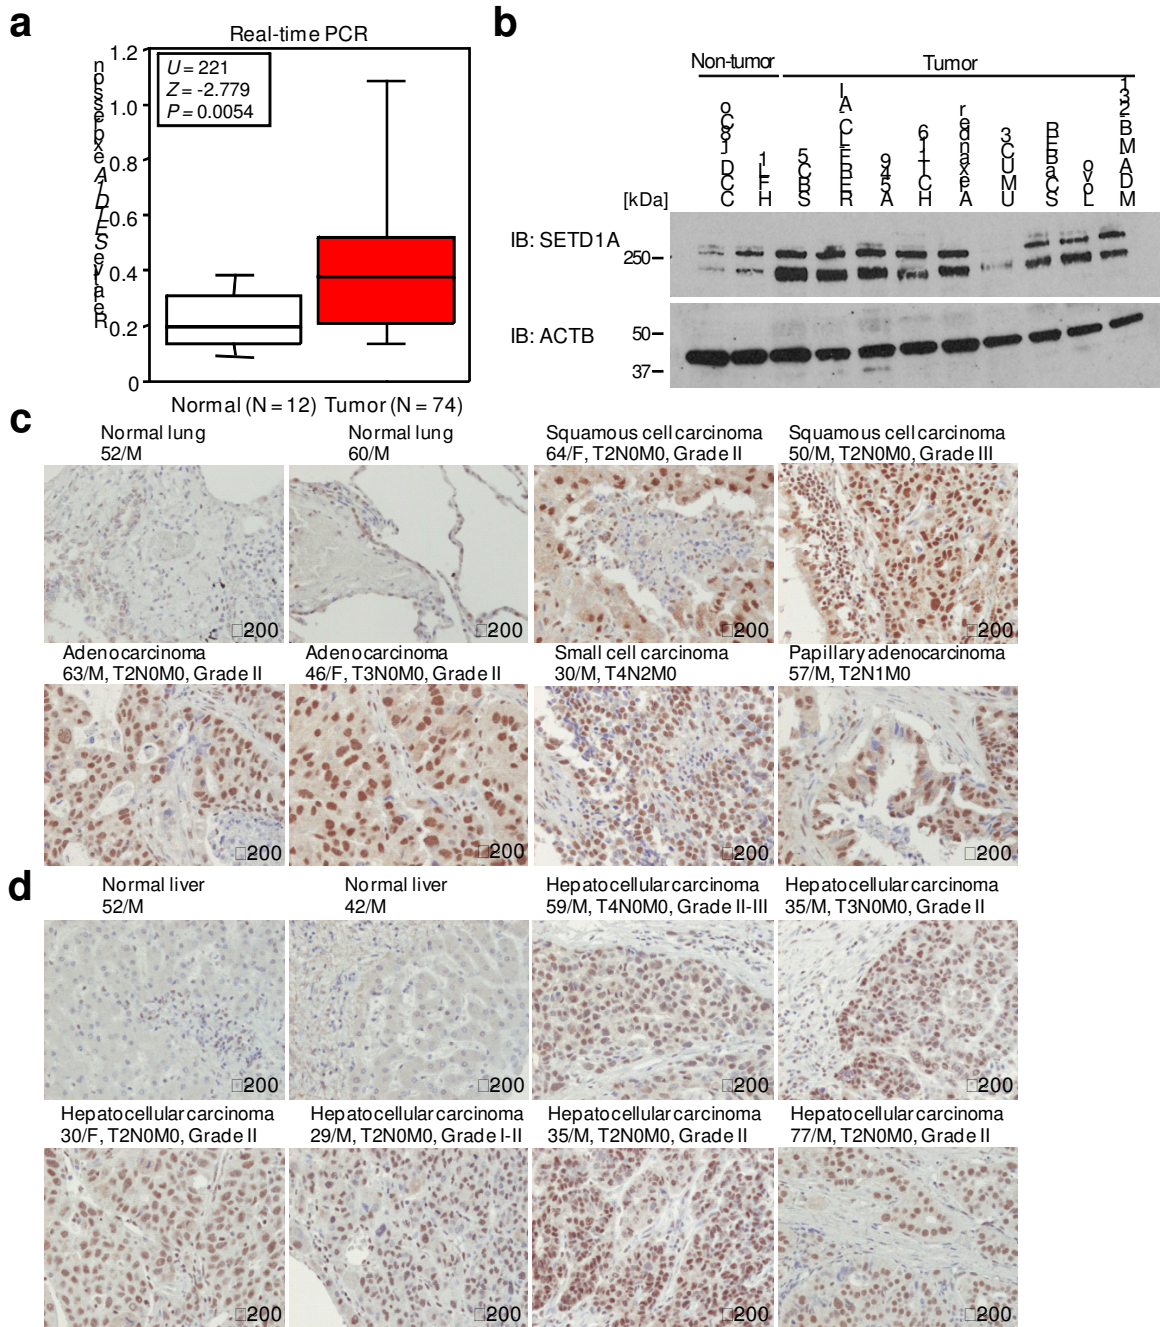 a
Real-time PCR
Relative SETD1A expression
U = 221
Z = -2.779
P = 0.0054
1.2
1.0
0.8
0.6
0.4
0.2
0
Normal (N = 12) Tumor (N = 74)
b
Non-tumor
Tumor
CCD18Co
HFL1
SBC5
RERFLCAI
A549
HCT116
Alexander
UMUC3
SCaBER
Lovo
MDAMB231
[kDa]
IB: SETD1A
250
IB: ACTB
50
37
c
Normal lung
52/M
□200
Normal lung
60/M
□200
Squamous cell carcinoma
64/F, T2N0M0, Grade II
□200
Squamous cell carcinoma
50/M, T2N0M0, Grade III
□200
Adenocarcinoma
63/M, T2N0M0, Grade II
□200
Adenocarcinoma
46/F, T3N0M0, Grade II
□200
Small cell carcinoma
30/M, T4N2M0
□200
Papillary adenocarcinoma
57/M, T2N1M0
□200
d
Normal liver
52/M
□200
Normal liver
42/M
□200
Hepatocellular carcinoma
59/M, T4N0M0, Grade II-III
□200
Hepatocellular carcinoma
35/M, T3N0M0, Grade II
□200
Hepatocellular carcinoma
30/F, T2N0M0, Grade II
□200
Hepatocellular carcinoma
29/M, T2N0M0, Grade I-II
□200
Hepatocellular carcinoma
35/M, T2N0M0, Grade II
□200
Hepatocellular carcinoma
77/M, T2N0M0, Grade II
□200